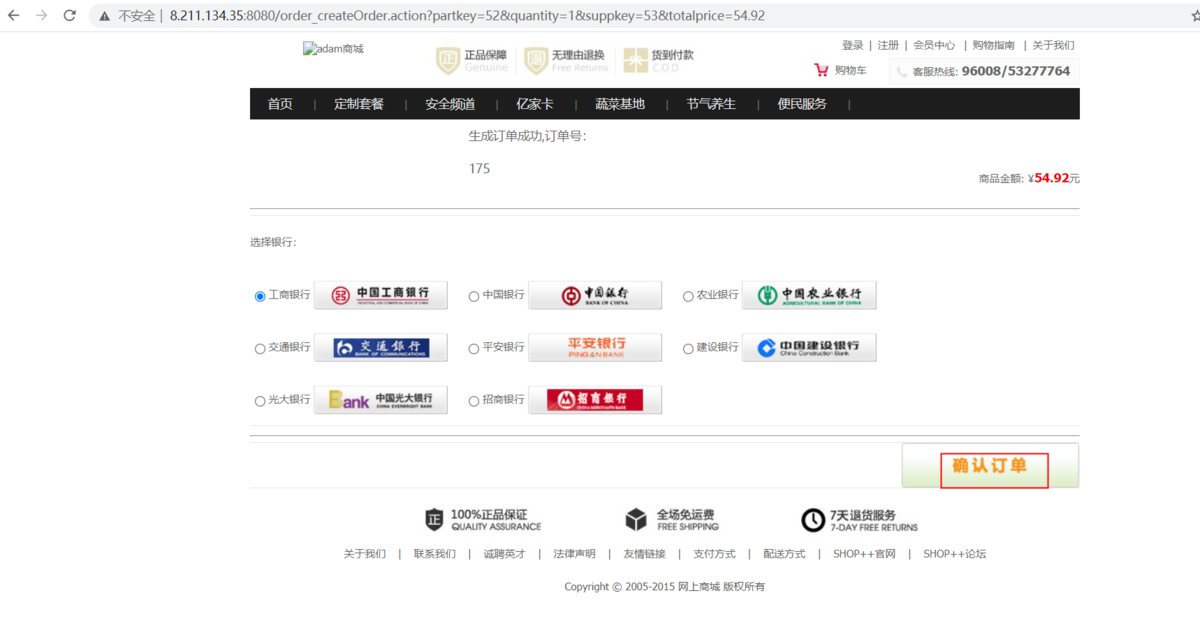 不安全 | 8.211.134.35:8080/order_createOrder.action?partkey=52&quantity=1&suppkey=53&totalprice=54.92
adam商城
正品保障
Genuine
无理由退换
Free Returns
货到付款
C.O.D
登录 | 注册 | 会员中心 | 购物指南 | 关于我们
购物车
客服热线: 96008/53277764
首页 | 定制套餐 | 安全频道 | 亿家卡 | 蔬菜基地 | 节气养生 | 便民服务 |
生成订单成功,订单号:
175
商品金额: ¥54.92元
选择银行:
工商银行 中国工商银行
中国银行 中国银行 BANK OF CHINA
农业银行 中国农业银行 AGRICULTURAL BANK OF CHINA
交通银行 交通银行 BANK OF COMMUNICATIONS
平安银行 平安银行 PING AN BANK
建设银行 中国建设银行 China Construction Bank
光大银行 Bank 中国光大银行 CHINA EVERBRIGHT BANK
招商银行 招商银行 CHINA MERCHANTS BANK
确认订单
正 100%正品保证
QUALITY ASSURANCE
全场免运费
FREE SHIPPING
7天退货服务
7-DAY FREE RETURNS
关于我们 | 联系我们 | 诚聘英才 | 法律声明 | 友情链接 | 支付方式 | 配送方式 | SHOP++官网 | SHOP++论坛
Copyright © 2005-2015 网上商城 版权所有